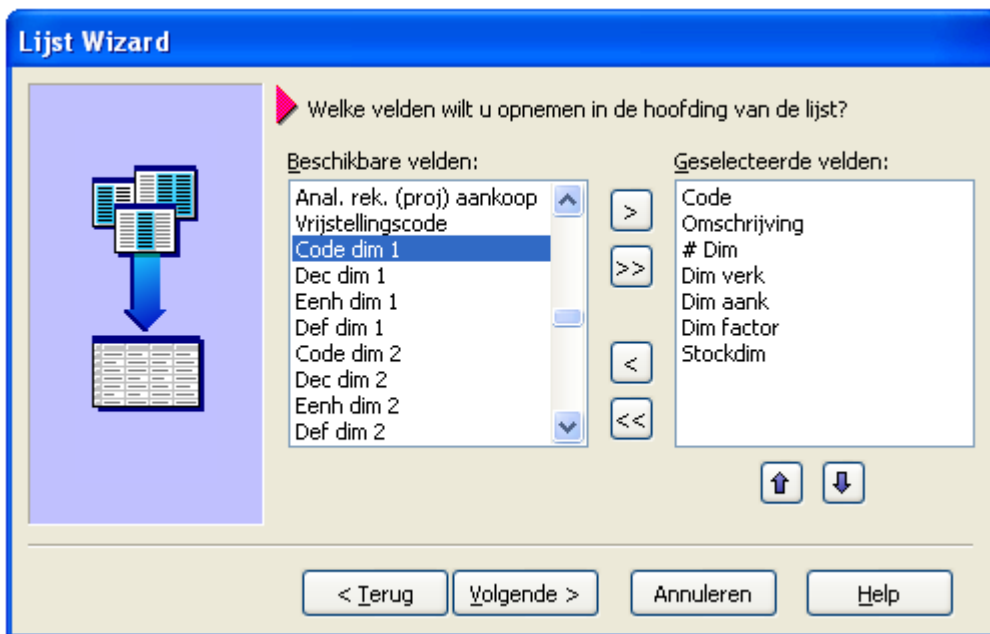 Lijst Wizard
Welke velden wilt u opnemen in de hoofding van de lijst?
Beschikbare velden:
Anal. rek. (proj) aankoop
Vrijstellingscode
Code dim 1
Dec dim 1
Eenh dim 1
Def dim 1
Code dim 2
Dec dim 2
Eenh dim 2
Def dim 2
>
>>
<
<<
Geselecteerde velden:
Code
Omschrijving
# Dim
Dim verk
Dim aank
Dim factor
Stockdim
< Terug
Volgende >
Annuleren
Help